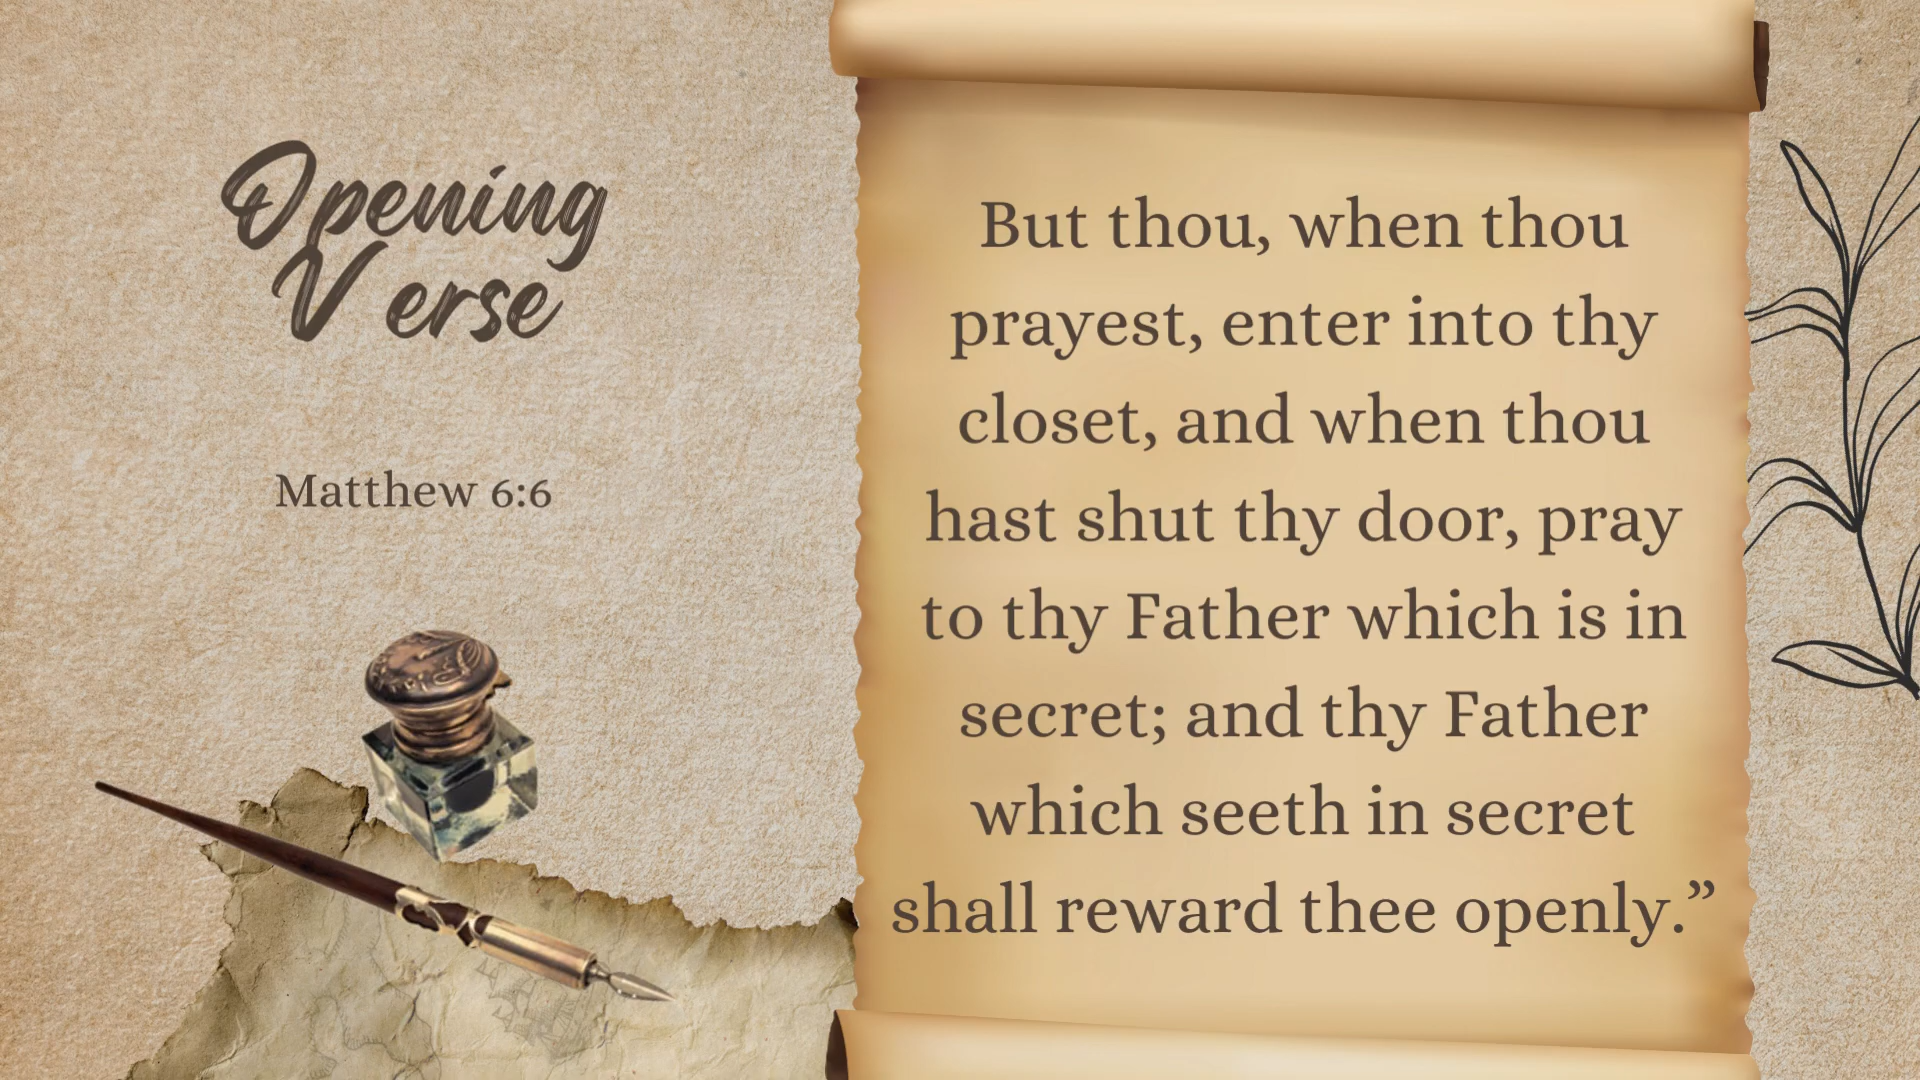 Opening
Verse
Matthew 6:6
But thou, when thou
prayest, enter into thy
closet, and when thou
hast shut thy door, pray
to thy Father which is in
secret; and thy Father
which seeth in secret
shall reward thee openly.”